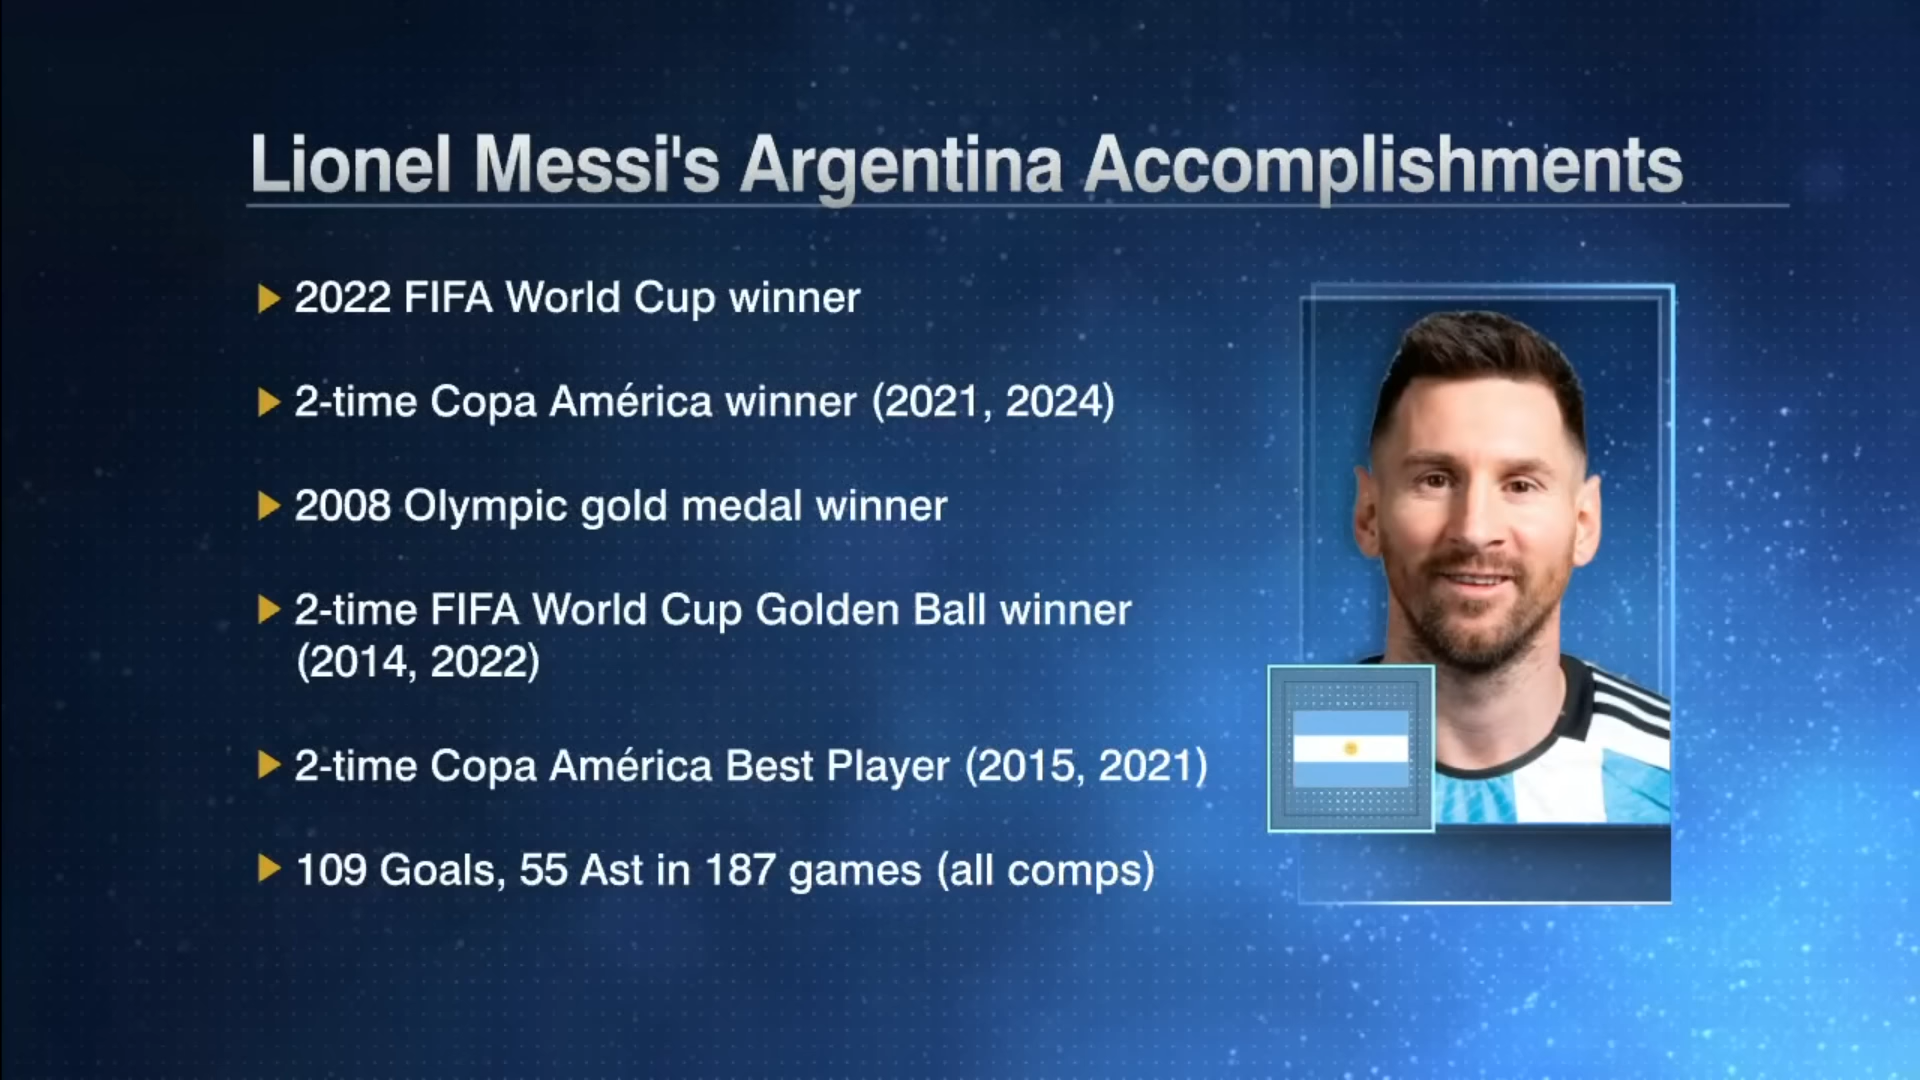 Lionel Messi's Argentina Accomplishments
2022 FIFA World Cup winner
2-time Copa América winner (2021, 2024)
2008 Olympic gold medal winner
2-time FIFA World Cup Golden Ball winner
(2014, 2022)
2-time Copa América Best Player (2015, 2021)
109 Goals, 55 Ast in 187 games (all comps)